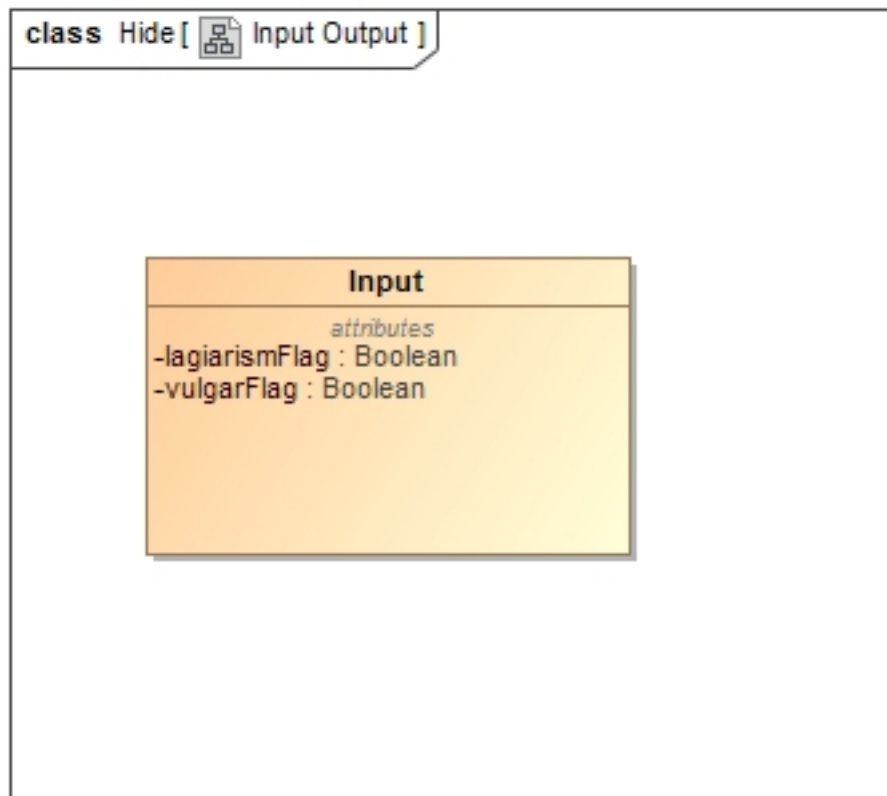 class Hide[ Input Output ]
Input
attributes
-lagiarismFlag : Boolean
-vulgarFlag : Boolean